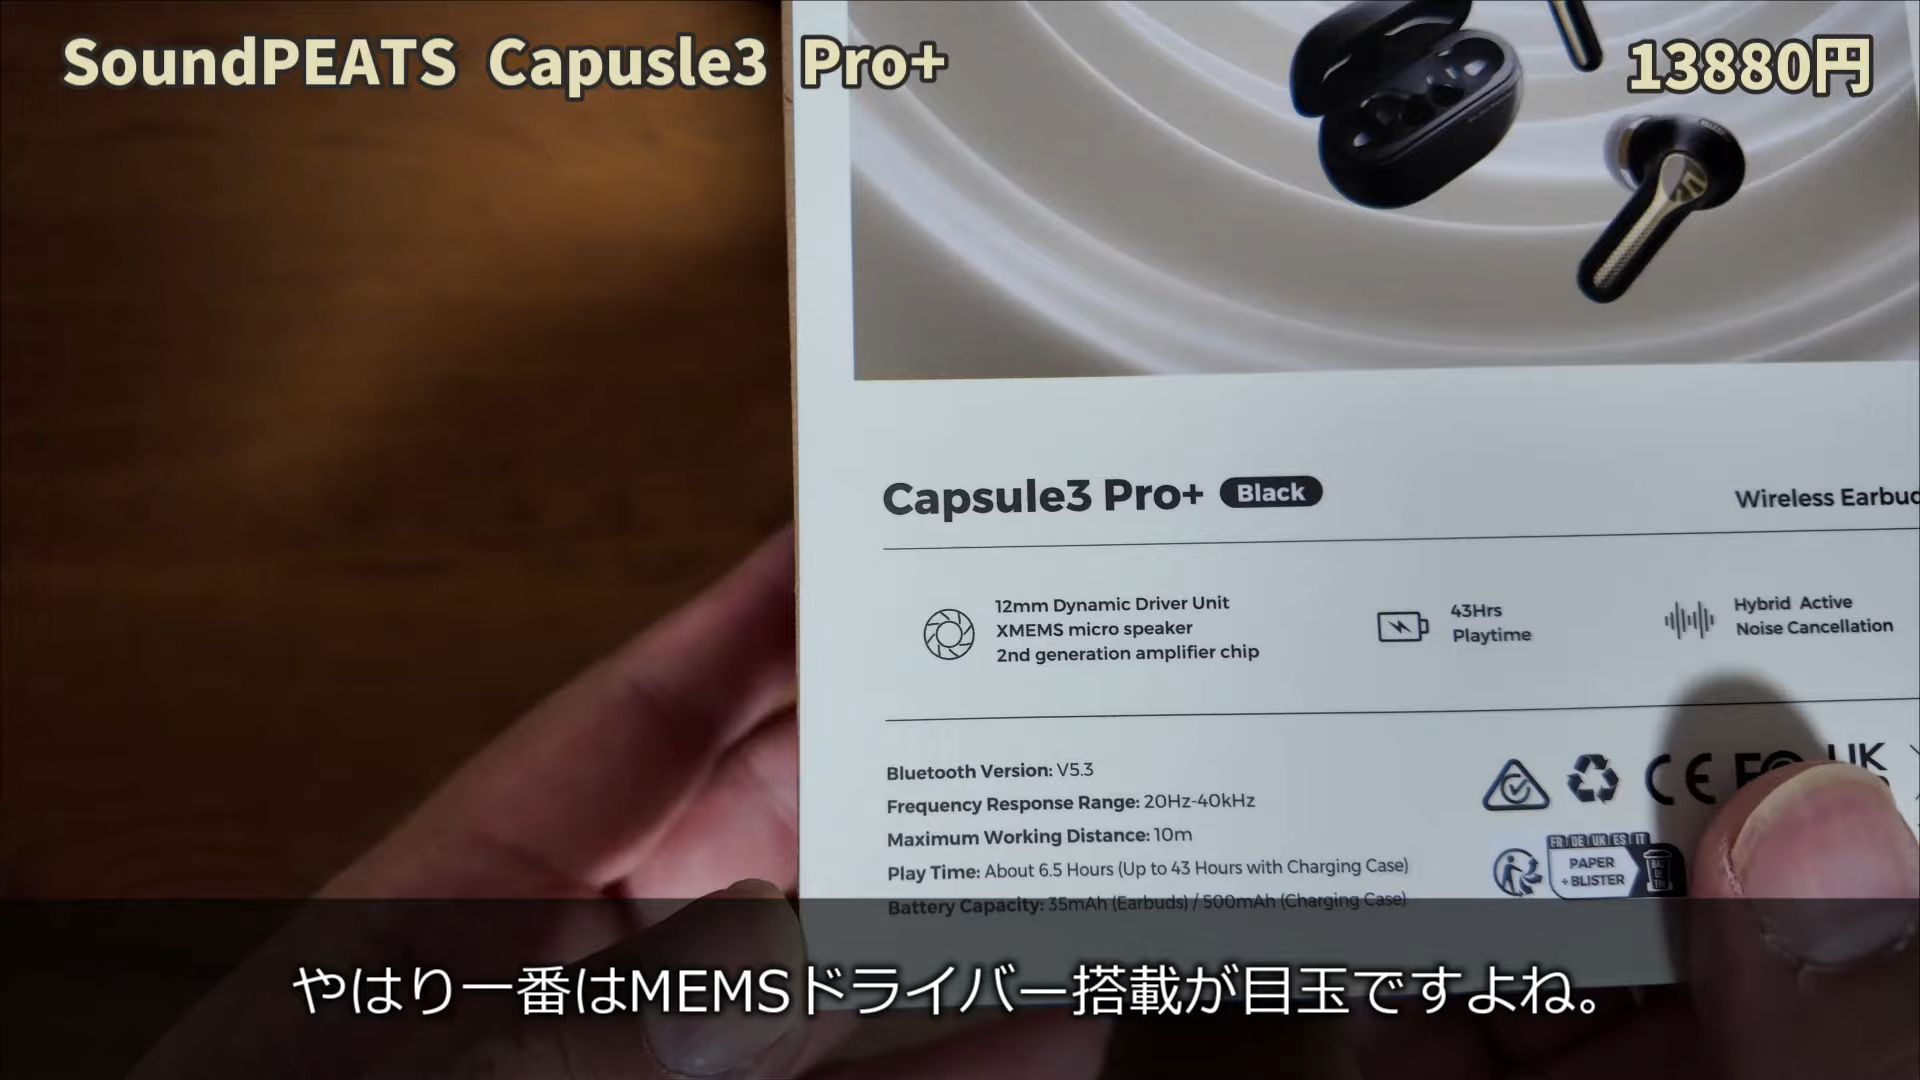 SoundPEATS Capusle3 Pro+
13880円
Capsule3 Pro+ Black
Wireless
12mm Dynamic Driver Unit
XMEMS micro speaker
2nd generation amplifier chip
43Hrs
Playtime
Hybrid Active
Noise Cancellation
Bluetooth Version: V5.3
Frequency Response Range: 20Hz-40kHz
Maximum Working Distance: 10m
Play Time: About 6.5 Hours (Up to 43 Hours with Charging Case)
Battery Capacity: 35mAh (Earbuds) / 500mAh (Charging Case)
CE
UK
FR DE UK ES IT
PAPER
+BLISTER
やはり一番はMEMSドライバー搭載が目玉ですよね。